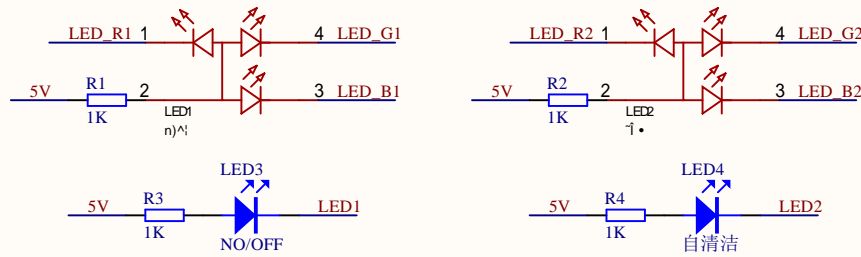 LED_R1 1 4 LED_G1
LED_R2 1 4 LED_G2
5V R1 2 3 LED_B1
1K LED1
n)^¦
5V R2 2 3 LED_B2
1K LED2
LED3
5V R3 LED1
1K NO/OFF
LED4
5V R4 LED2
1K 自清洁